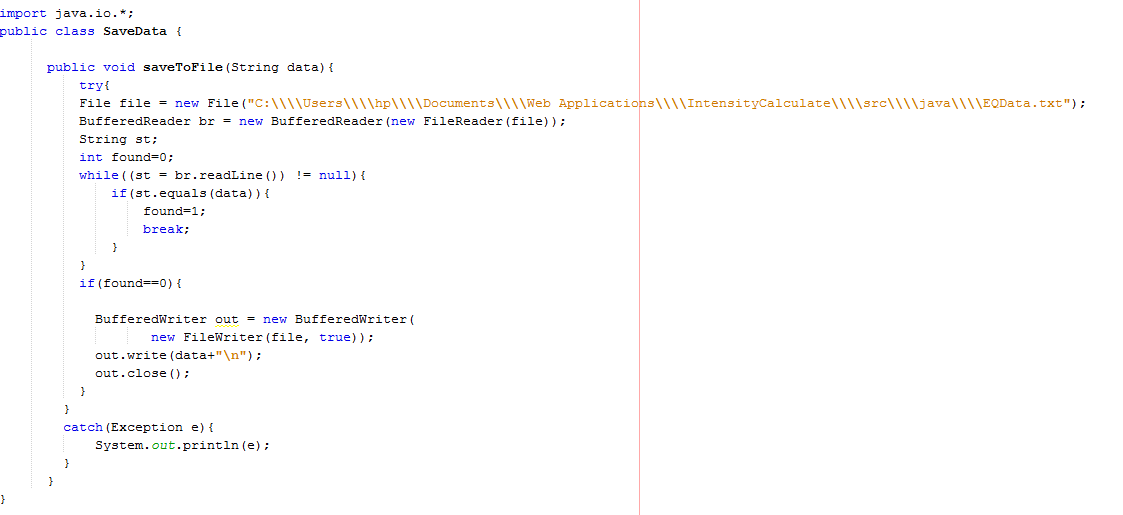 import java.io.*;
public class SaveData {
public void saveToFile(String data){
try{
File file = new File("C:\\\\Users\\\\hp\\\\Documents\\\\Web Applications\\\\IntensityCalculate\\\\src\\\\java\\\\EQData.txt");
BufferedReader br = new BufferedReader(new FileReader(file));
String st;
int found=0;
while((st = br.readLine()) != null){
if(st.equals(data)){
found=1;
break;
}
}
if(found==0){
BufferedWriter out = new BufferedWriter(
new FileWriter(file, true));
out.write(data+"\n");
out.close();
}
}
catch(Exception e){
System.out.println(e);
}
}
}